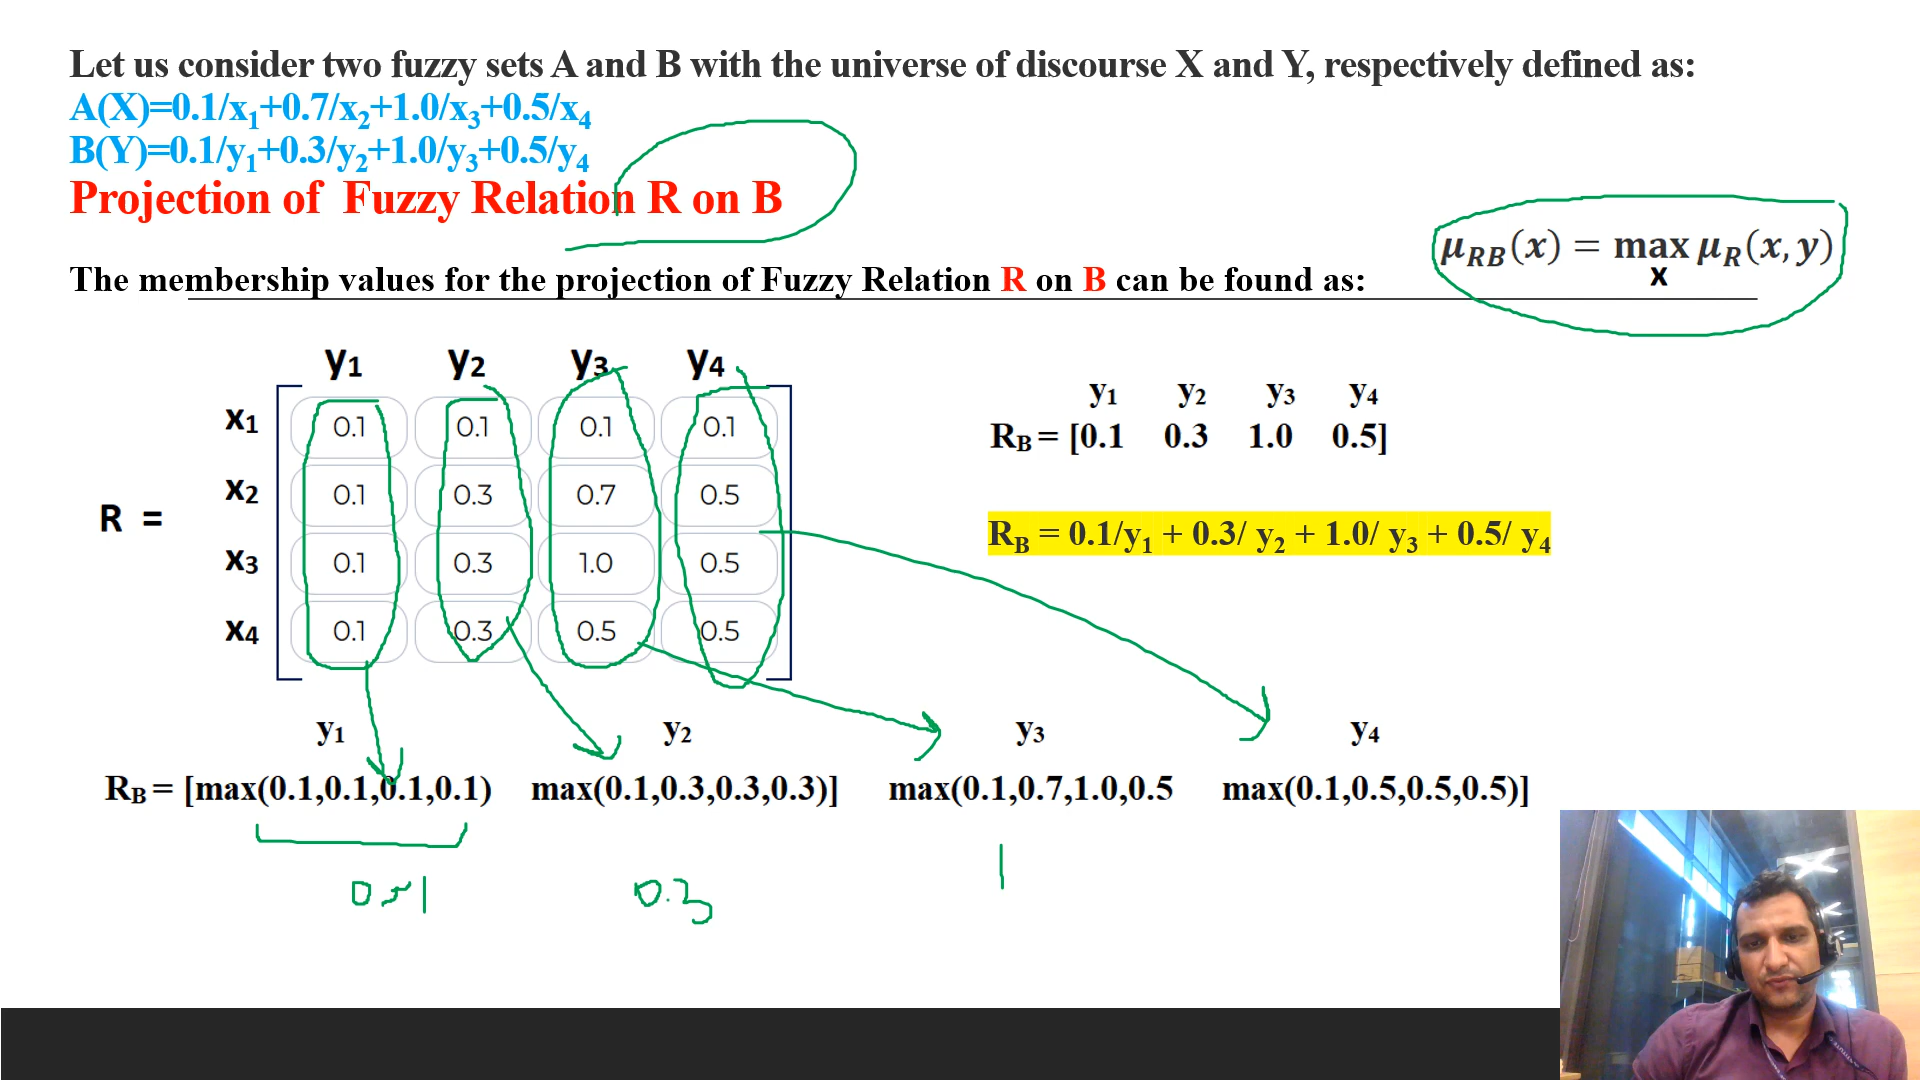 Let us consider two fuzzy sets A and B with the universe of discourse X and Y, respectively defined as:
A(X)=0.1/x₁+0.7/x₂+1.0/x₃+0.5/x₄
B(Y)=0.1/y₁+0.3/y₂+1.0/y₃+0.5/y₄
Projection of Fuzzy Relation R on B
The membership values for the projection of Fuzzy Relation R on B can be found as:
μ_RB(x) = max μ_R(x, y)
x
y₁ y₂ y₃ y₄
x₁ 0.1 0.1 0.1 0.1
x₂ 0.1 0.3 0.7 0.5
R =
x₃ 0.1 0.3 1.0 0.5
x₄ 0.1 0.3 0.5 0.5
y₁ y₂ y₃ y₄
R_B = [0.1 0.3 1.0 0.5]
R_B = 0.1/y₁ + 0.3/ y₂ + 1.0/ y₃ + 0.5/ y₄
y₁ y₂ y₃ y₄
R_B = [max(0.1,0.1,0.1,0.1) max(0.1,0.3,0.3,0.3)] max(0.1,0.7,1.0,0.5 max(0.1,0.5,0.5,0.5)]
0.1 0.3 1